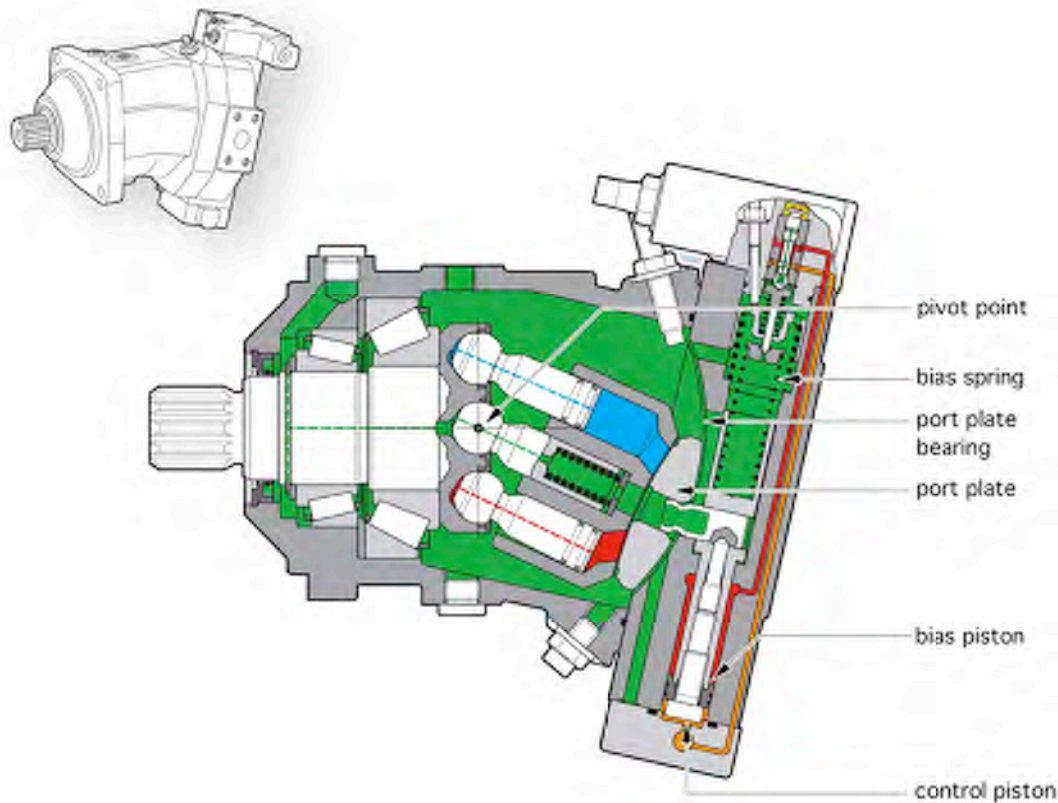 pivot point
bias spring
port plate
bearing
port plate
bias piston
control piston